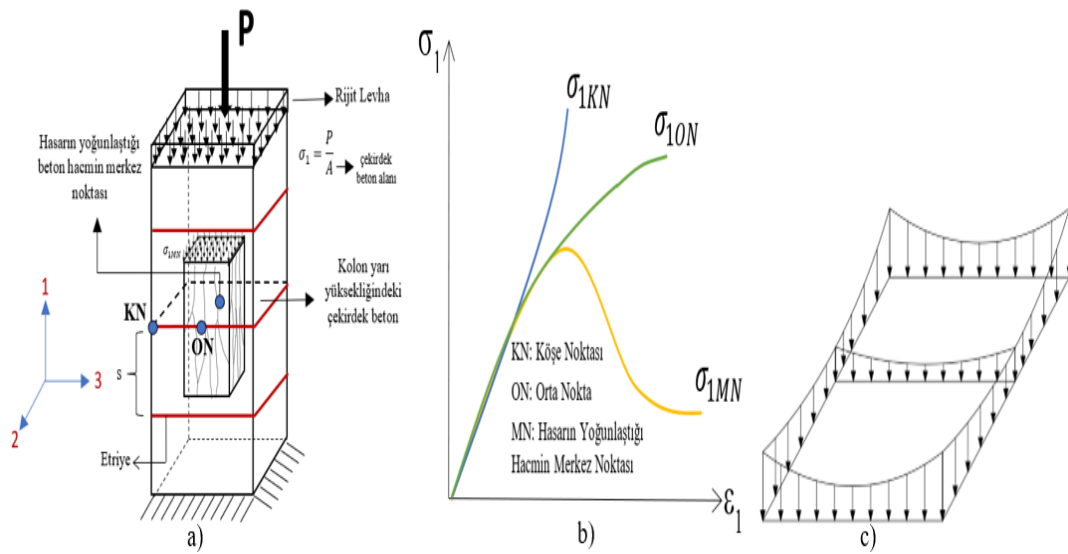 P
Rijit Levha
σ₁ = P/A
çekirdek
beton alanı
Hasarın yoğunlaştığı
beton hacmin merkez
noktası
σ₁MN
Kolon yarı
yüksekliğindeki
çekirdek beton
KN
ON
s
1
3
2
Etriye
a)
σ₁
σ₁KN
σ₁ON
σ₁MN
KN: Köşe Noktası
ON: Orta Nokta
MN: Hasarın Yoğunlaştığı
Hacmin Merkez Noktası
ε₁
b)
c)